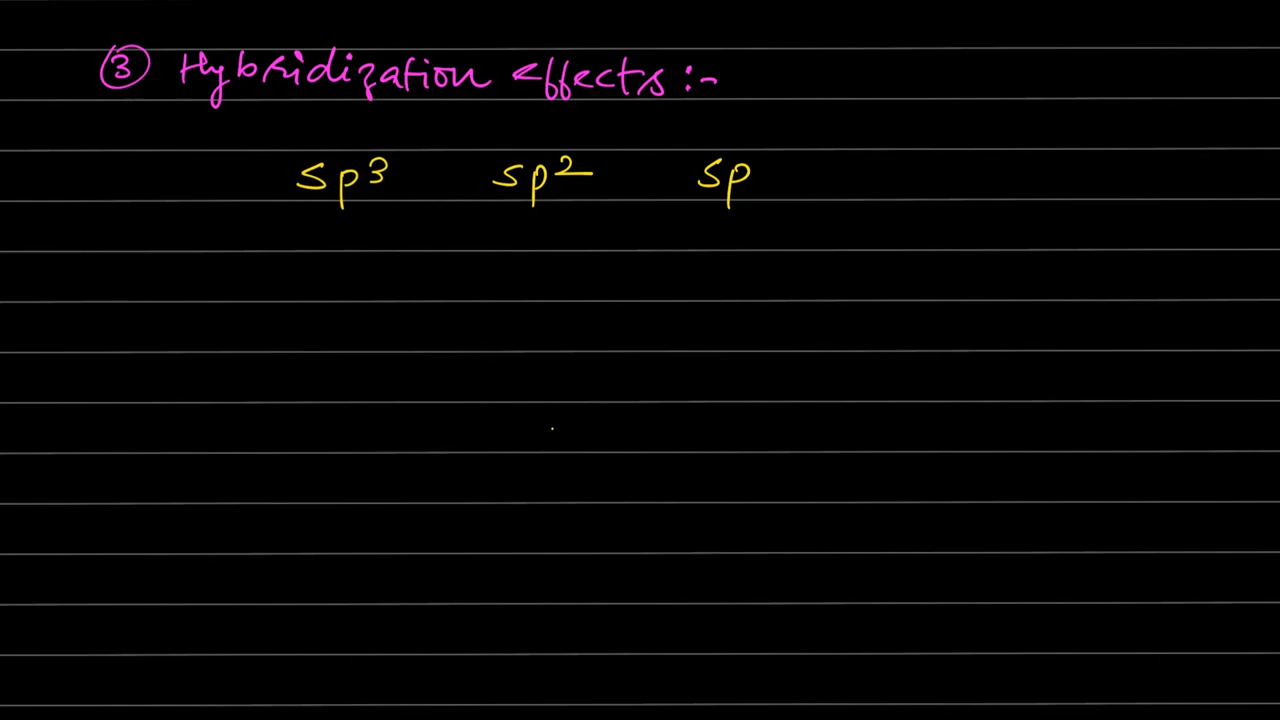 ③ Hybridization effects :-
sp3 sp2 sp